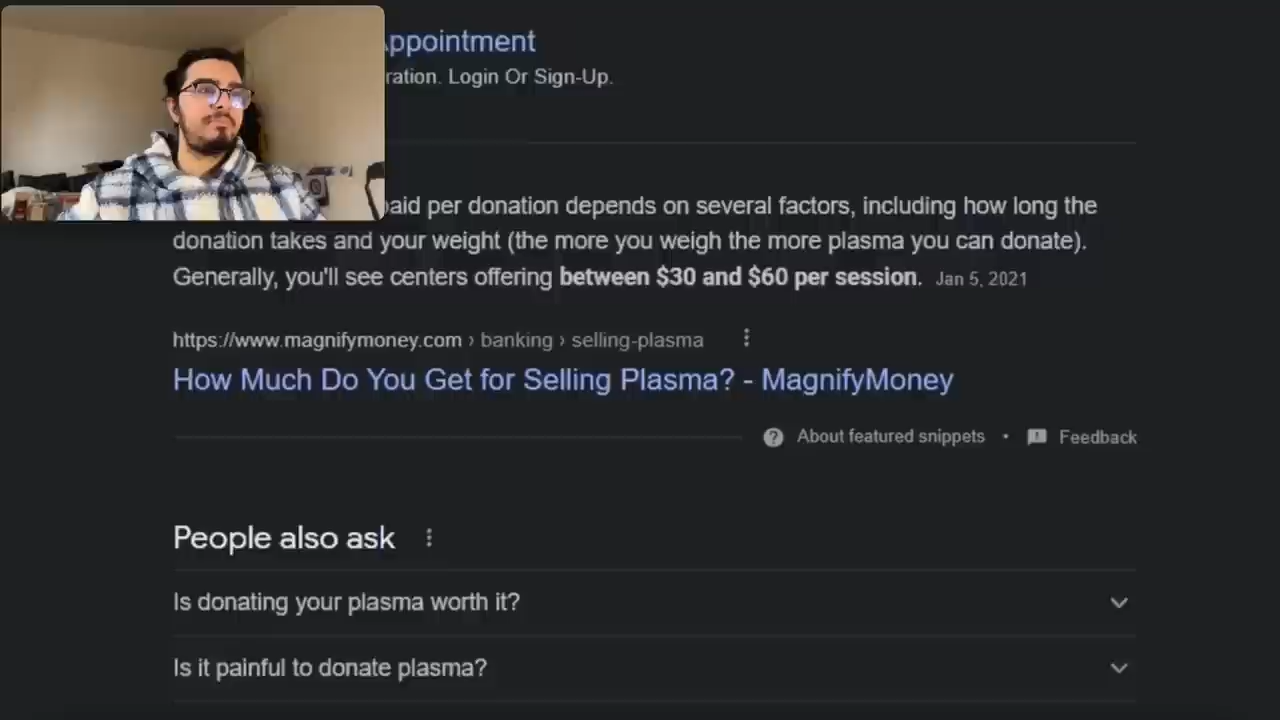 ppointment
ration. Login Or Sign-Up.
paid per donation depends on several factors, including how long the
donation takes and your weight (the more you weigh the more plasma you can donate).
Generally, you'll see centers offering between $30 and $60 per session. Jan 5, 2021
https://www.magnifymoney.com › banking › selling-plasma
How Much Do You Get for Selling Plasma? - MagnifyMoney
About featured snippets • Feedback
People also ask
Is donating your plasma worth it?
Is it painful to donate plasma?